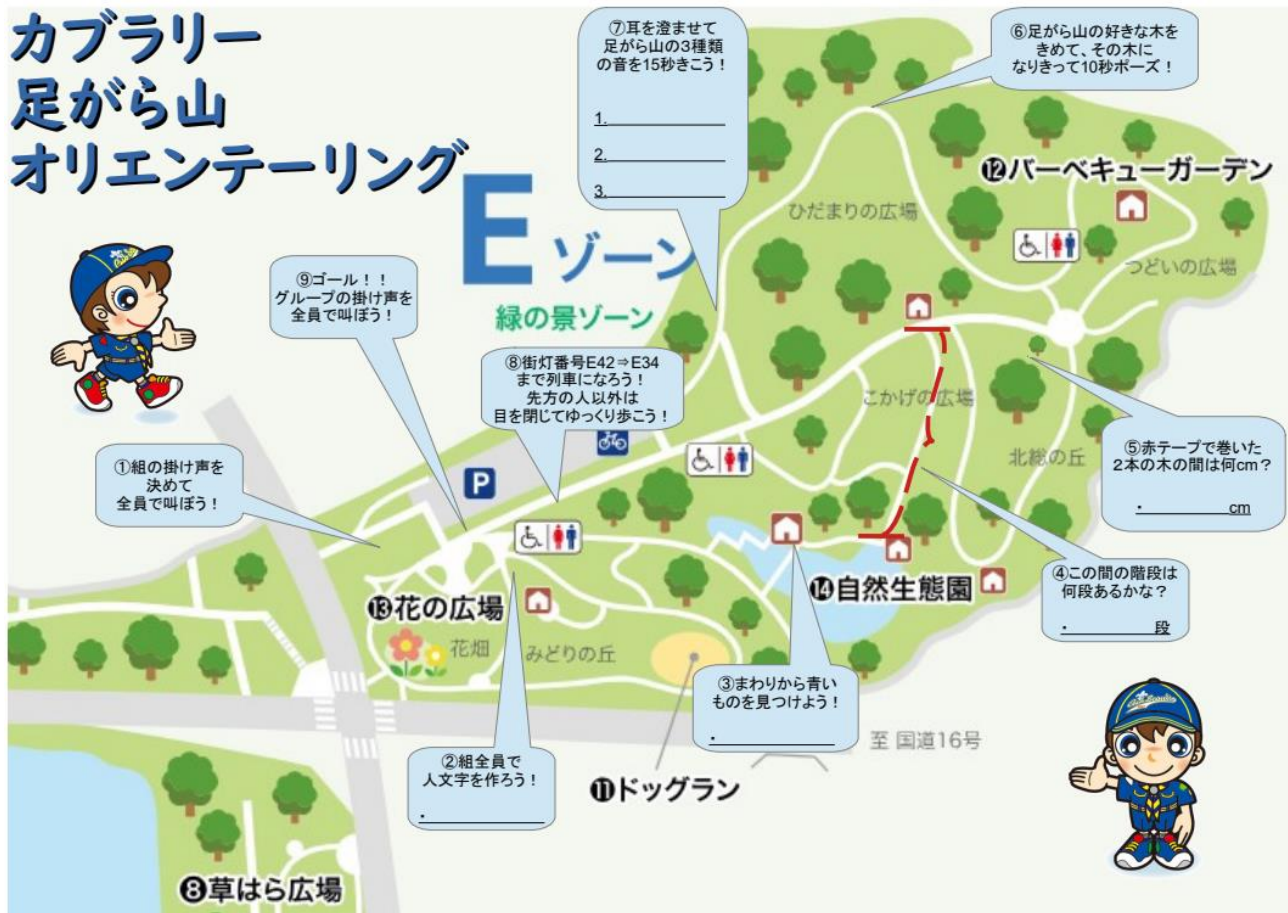 カブラリー
足がら山
オリエンテーリング
⑦耳を澄ませて
足がら山の3種類
の音を15秒きこう！
1.
2.
3.
⑥足がら山の好きな木を
きめて、その木に
なりきって10秒ポーズ！
⓬バーベキューガーデン
ひだまりの広場
つどいの広場
Eゾーン
緑の景ゾーン
⑨ゴール！！
グループの掛け声を
全員で叫ぼう！
⑧街灯番号E42⇒E34
まで列車になろう！
先方の人以外は
目を閉じてゆっくり歩こう！
こかげの広場
北総の丘
⑤赤テープで巻いた
2本の木の間は何cm？
・ cm
①組の掛け声を
決めて
全員で叫ぼう！
P
⓭花の広場
花畑
みどりの丘
⓮自然生態園
④この間の階段は
何段あるかな？
・ 段
③まわりから青い
ものを見つけよう！
・
至 国道16号
②組全員で
人文字を作ろう！
・
⓫ドッグラン
❽草はら広場